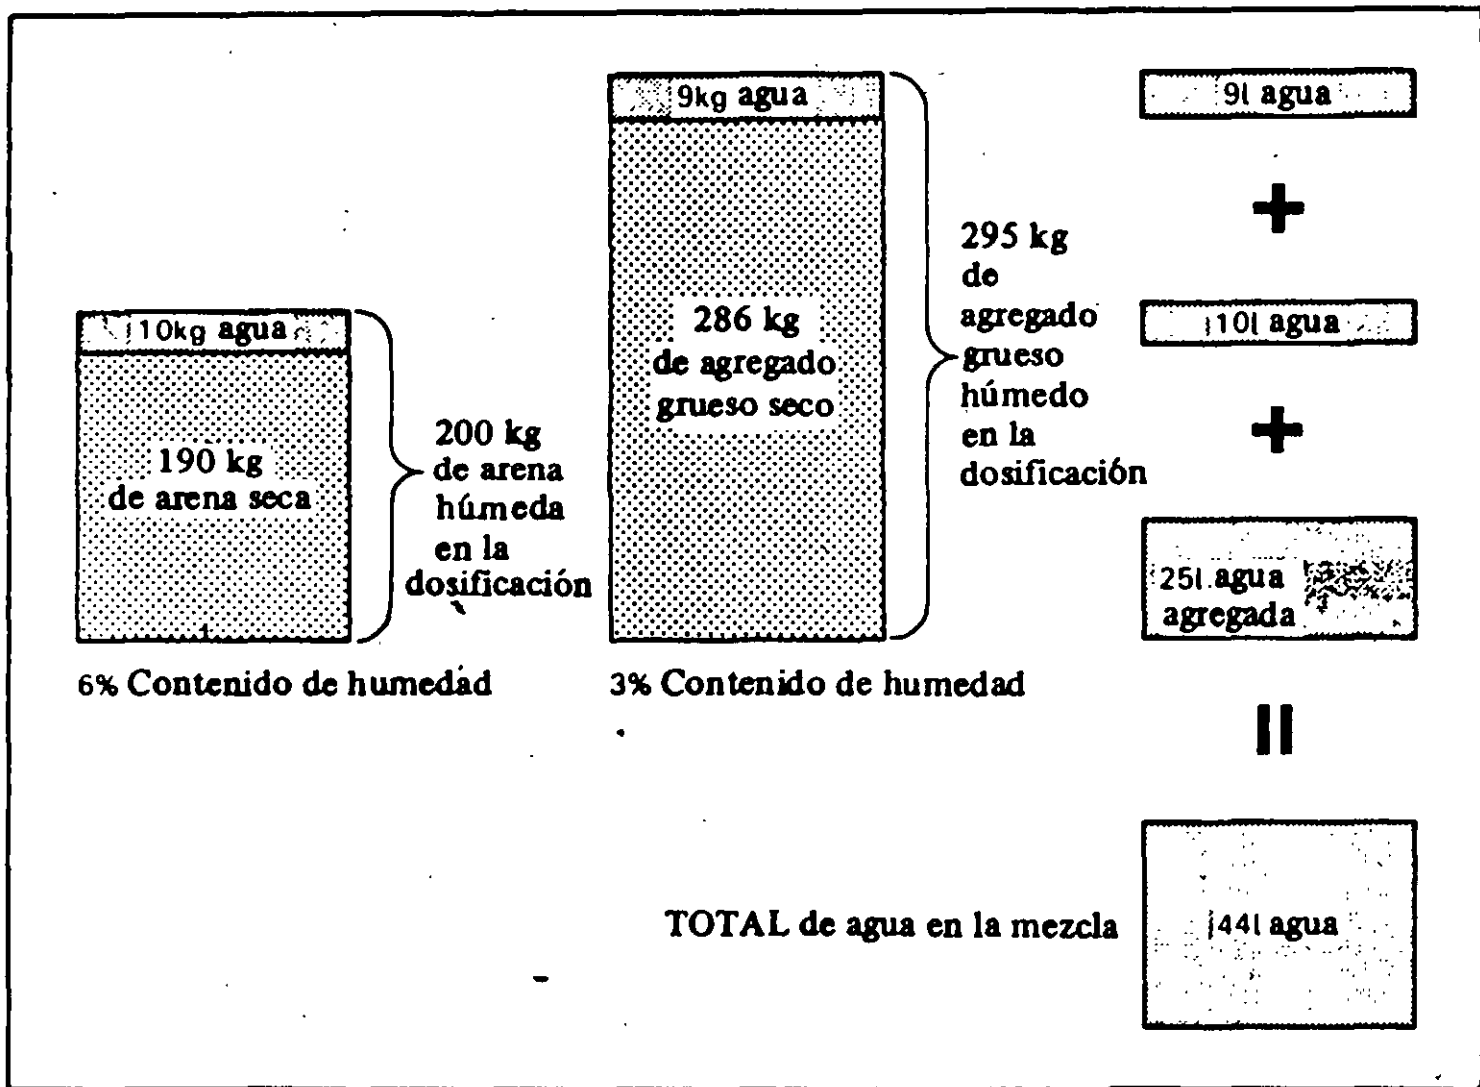 10kg agua
190 kg
de arena seca
200 kg
de arena
húmeda
en la
dosificación
6% Contenido de humedad
9kg agua
286 kg
de agregado
grueso seco
295 kg
de
agregado
grueso
húmedo
en la
dosificación
3% Contenido de humedad
9l agua
+
10l agua
+
25l agua
agregada
=
TOTAL de agua en la mezcla
44l agua